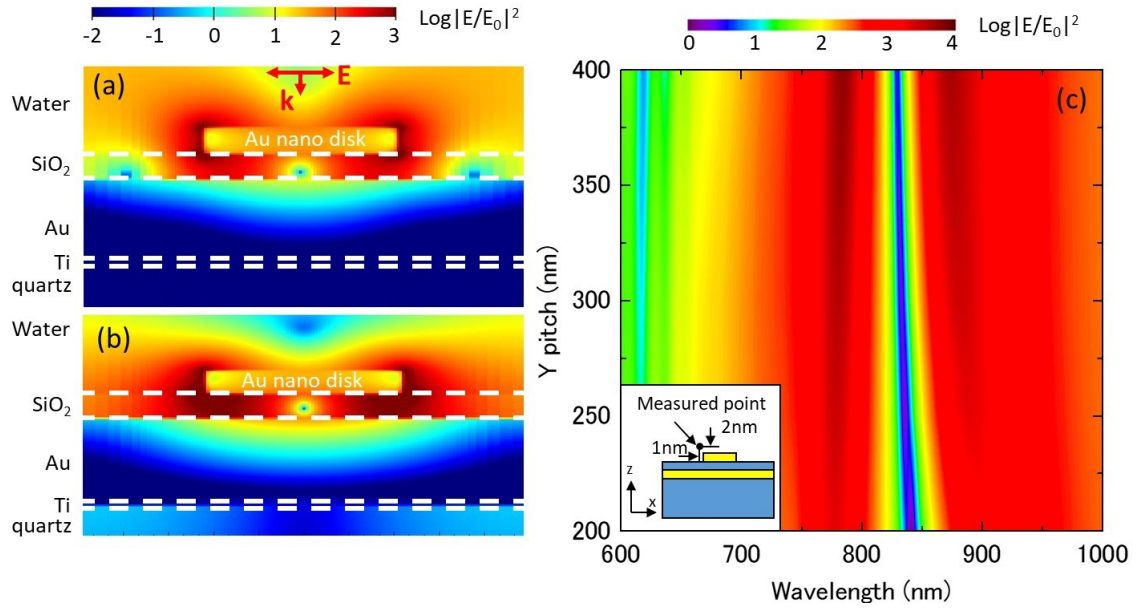 Log|E/E₀|²
-2 -1 0 1 2 3
(a)
E
k
Water
Au nano disk
SiO₂
Au
Ti
quartz
Water
(b)
Au nano disk
SiO₂
Au
Ti
quartz
Log|E/E₀|²
0 1 2 3 4
(c)
400
350
300
250
200
Y pitch (nm)
Measured point
2nm
1nm
z
x
600 700 800 900 1000
Wavelength (nm)